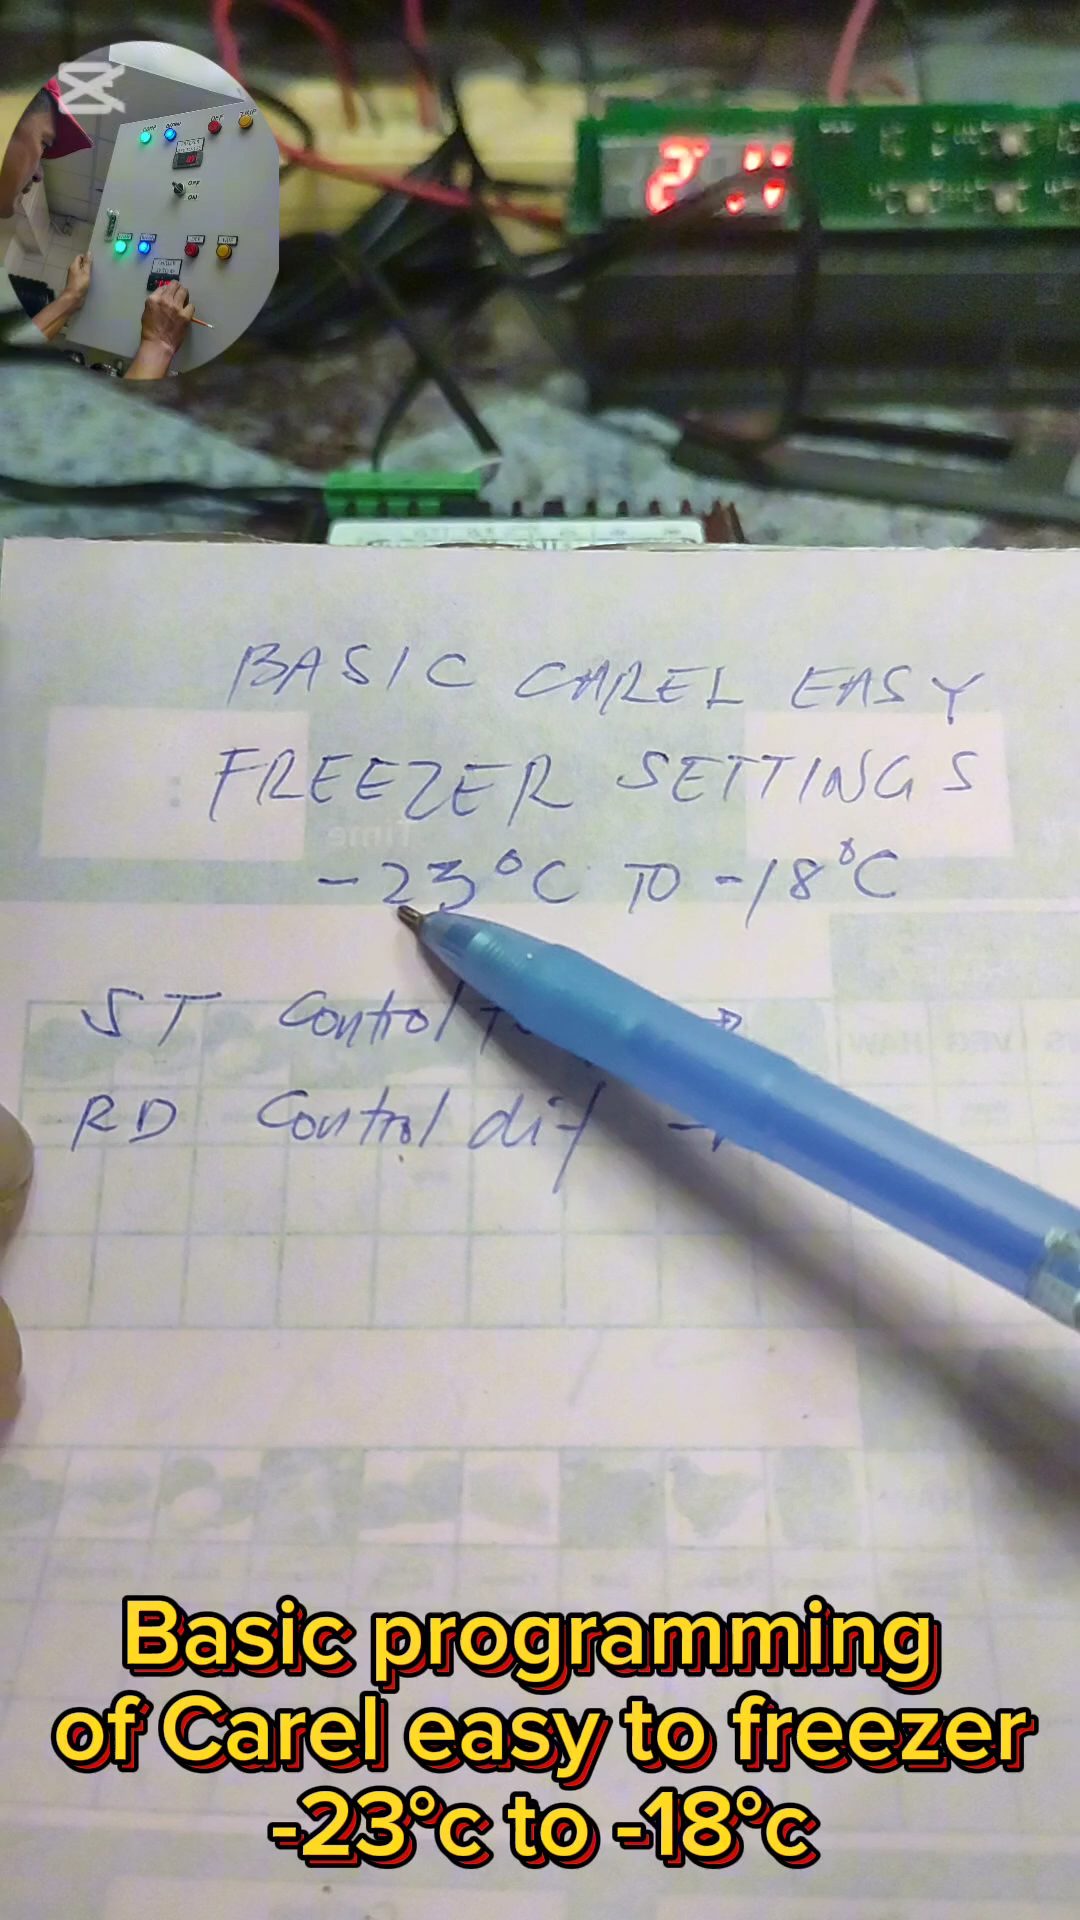 BASIC CAREL EASY
FREEZER SETTINGS
-23°C TO -18°C
ST Control
RD Control dif →
Basic programming
of Carel easy to freezer
-23°c to -18°c